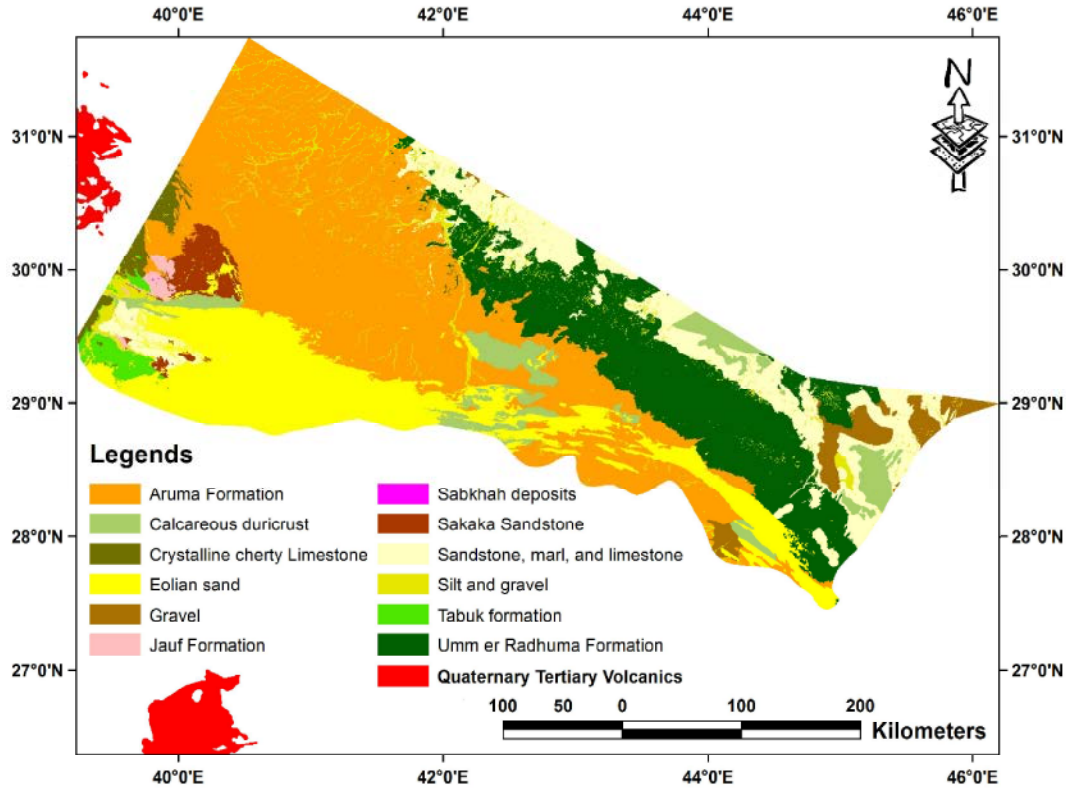 40°0'E 42°0'E 44°0'E 46°0'E
N
31°0'N 31°0'N
30°0'N 30°0'N
29°0'N 29°0'N
Legends
Aruma Formation Sabkhah deposits
28°0'N Calcareous duricrust Sakaka Sandstone 28°0'N
Crystalline cherty Limestone Sandstone, marl, and limestone
Eolian sand Silt and gravel
Gravel Tabuk formation
Jauf Formation Umm er Radhuma Formation
27°0'N Quaternary Tertiary Volcanics 27°0'N
100 50 0 100 200
Kilometers
40°0'E 42°0'E 44°0'E 46°0'E